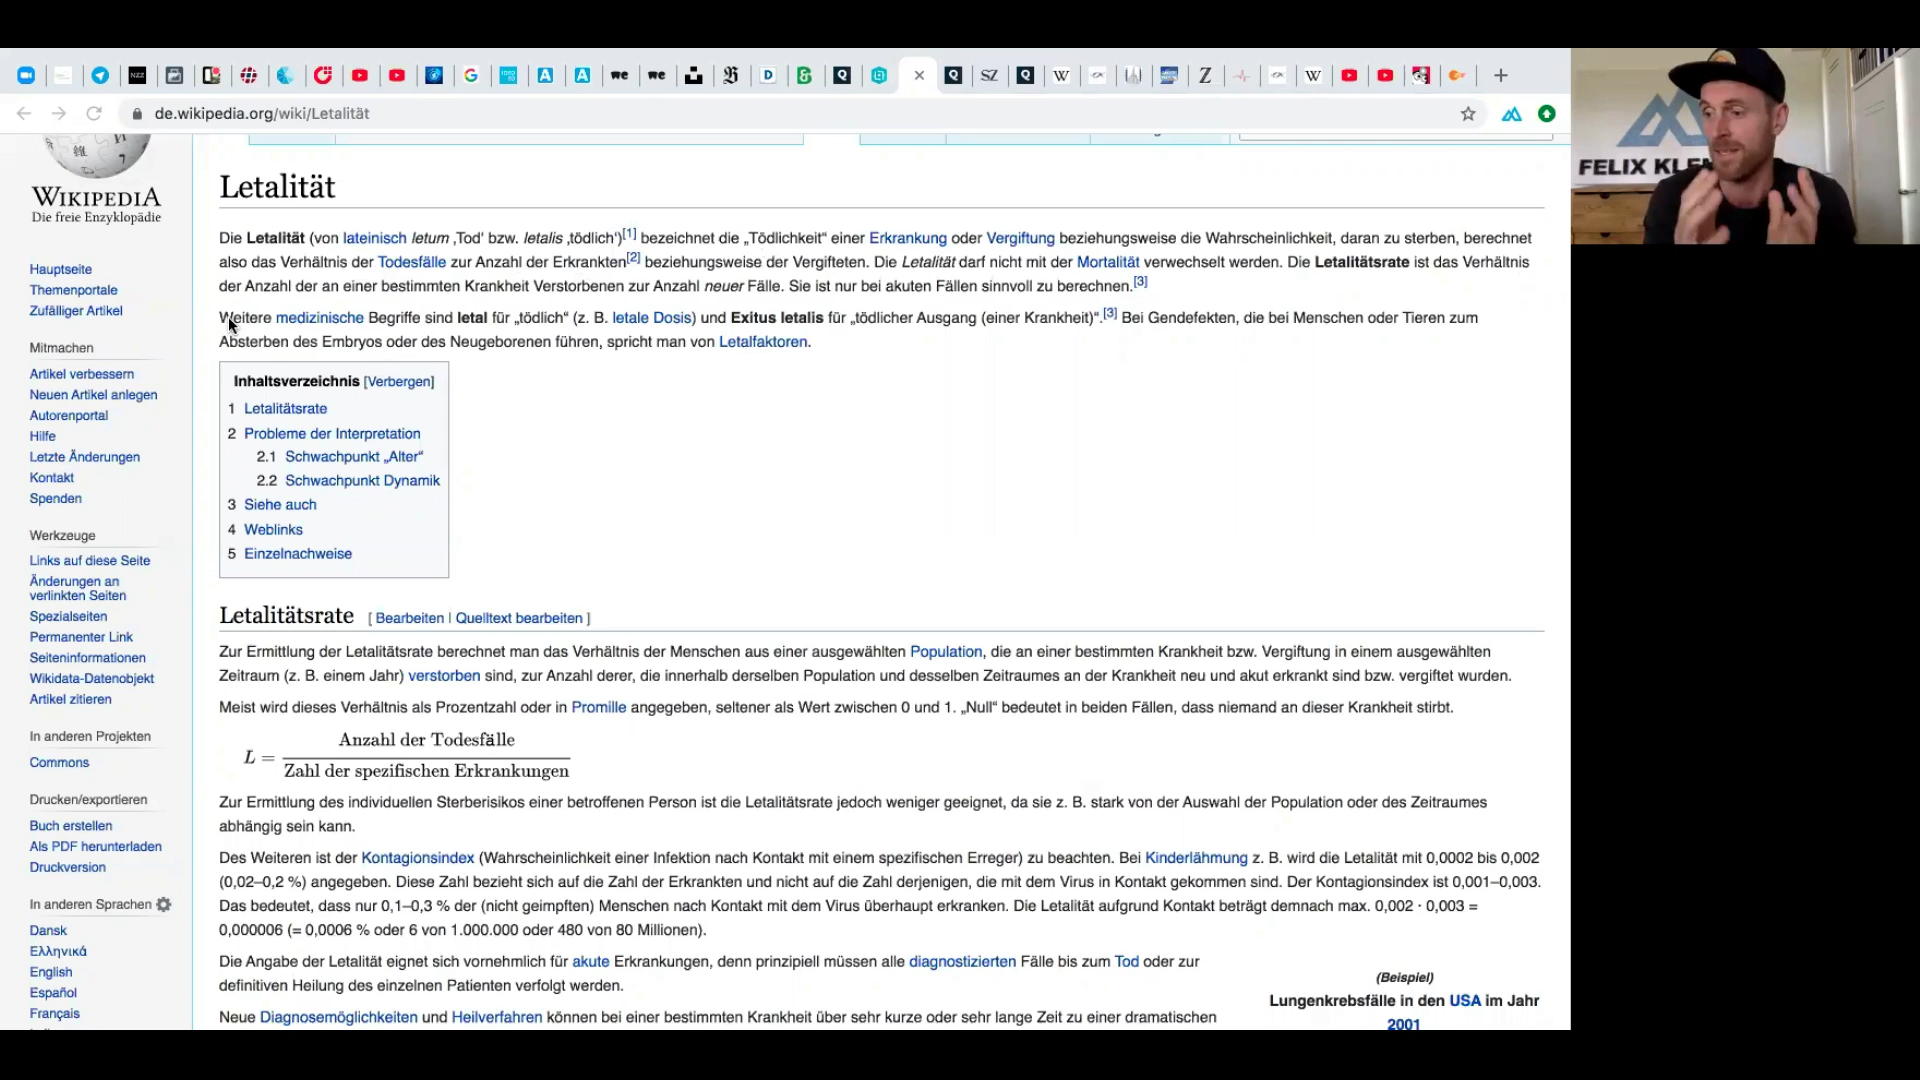 NZZ
we
we
SZ
W
Z
W
de.wikipedia.org/wiki/Letalität
FELIX KLE
WIKIPEDIA
Die freie Enzyklopädie
Hauptseite
Themenportale
Zufälliger Artikel
Mitmachen
Artikel verbessern
Neuen Artikel anlegen
Autorenportal
Hilfe
Letzte Änderungen
Kontakt
Spenden
Werkzeuge
Links auf diese Seite
Änderungen an
verlinkten Seiten
Spezialseiten
Permanenter Link
Seiteninformationen
Wikidata-Datenobjekt
Artikel zitieren
In anderen Projekten
Commons
Drucken/exportieren
Buch erstellen
Als PDF herunterladen
Druckversion
In anderen Sprachen
Dansk
Ελληνικά
English
Español
Français
Letalität
Die Letalität (von lateinisch letum ‚Tod‘ bzw. letalis ‚tödlich‘)[1] bezeichnet die „Tödlichkeit“ einer Erkrankung oder Vergiftung beziehungsweise die Wahrscheinlichkeit, daran zu sterben, berechnet
also das Verhältnis der Todesfälle zur Anzahl der Erkrankten[2] beziehungsweise der Vergifteten. Die Letalität darf nicht mit der Mortalität verwechselt werden. Die Letalitätsrate ist das Verhältnis
der Anzahl der an einer bestimmten Krankheit Verstorbenen zur Anzahl neuer Fälle. Sie ist nur bei akuten Fällen sinnvoll zu berechnen.[3]
Weitere medizinische Begriffe sind letal für „tödlich“ (z. B. letale Dosis) und Exitus letalis für „tödlicher Ausgang (einer Krankheit)“.[3] Bei Gendefekten, die bei Menschen oder Tieren zum
Absterben des Embryos oder des Neugeborenen führen, spricht man von Letalfaktoren.
Inhaltsverzeichnis [Verbergen]
1 Letalitätsrate
2 Probleme der Interpretation
2.1 Schwachpunkt „Alter“
2.2 Schwachpunkt Dynamik
3 Siehe auch
4 Weblinks
5 Einzelnachweise
Letalitätsrate [ Bearbeiten | Quelltext bearbeiten ]
Zur Ermittlung der Letalitätsrate berechnet man das Verhältnis der Menschen aus einer ausgewählten Population, die an einer bestimmten Krankheit bzw. Vergiftung in einem ausgewählten
Zeitraum (z. B. einem Jahr) verstorben sind, zur Anzahl derer, die innerhalb derselben Population und desselben Zeitraumes an der Krankheit neu und akut erkrankt sind bzw. vergiftet wurden.
Meist wird dieses Verhältnis als Prozentzahl oder in Promille angegeben, seltener als Wert zwischen 0 und 1. „Null“ bedeutet in beiden Fällen, dass niemand an dieser Krankheit stirbt.
Anzahl der Todesfälle
L =
Zahl der spezifischen Erkrankungen
Zur Ermittlung des individuellen Sterberisikos einer betroffenen Person ist die Letalitätsrate jedoch weniger geeignet, da sie z. B. stark von der Auswahl der Population oder des Zeitraumes
abhängig sein kann.
Des Weiteren ist der Kontagionsindex (Wahrscheinlichkeit einer Infektion nach Kontakt mit einem spezifischen Erreger) zu beachten. Bei Kinderlähmung z. B. wird die Letalität mit 0,0002 bis 0,002
(0,02–0,2 %) angegeben. Diese Zahl bezieht sich auf die Zahl der Erkrankten und nicht auf die Zahl derjenigen, die mit dem Virus in Kontakt gekommen sind. Der Kontagionsindex ist 0,001–0,003.
Das bedeutet, dass nur 0,1–0,3 % der (nicht geimpften) Menschen nach Kontakt mit dem Virus überhaupt erkranken. Die Letalität aufgrund Kontakt beträgt demnach max. 0,002 · 0,003 =
0,000006 (= 0,0006 % oder 6 von 1.000.000 oder 480 von 80 Millionen).
Die Angabe der Letalität eignet sich vornehmlich für akute Erkrankungen, denn prinzipiell müssen alle diagnostizierten Fälle bis zum Tod oder zur
definitiven Heilung des einzelnen Patienten verfolgt werden.
Neue Diagnosemöglichkeiten und Heilverfahren können bei einer bestimmten Krankheit über sehr kurze oder sehr lange Zeit zu einer dramatischen
(Beispiel)
Lungenkrebsfälle in den USA im Jahr
2001